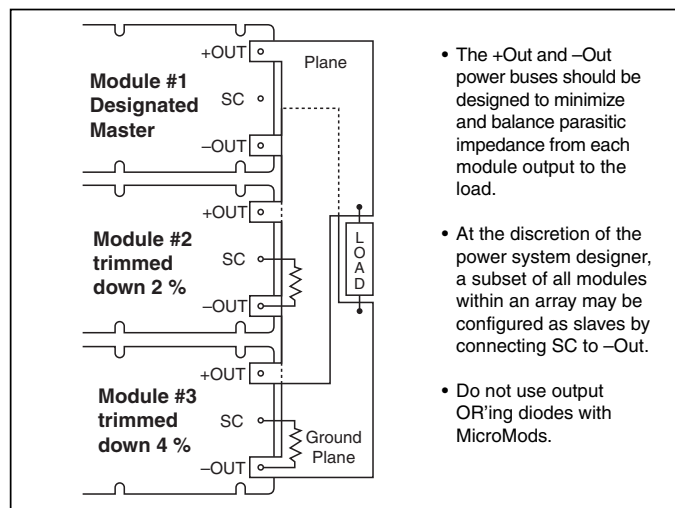 +OUT
Plane
Module #1
Designated
Master
SC
–OUT
+OUT
Module #2
trimmed
down 2 %
SC
–OUT
LOAD
+OUT
Module #3
trimmed
down 4 %
SC
Ground
Plane
–OUT
• The +Out and –Out
power buses should be
designed to minimize
and balance parasitic
impedance from each
module output to the
load.
• At the discretion of the
power system designer,
a subset of all modules
within an array may be
configured as slaves by
connecting SC to –Out.
• Do not use output
OR'ing diodes with
MicroMods.